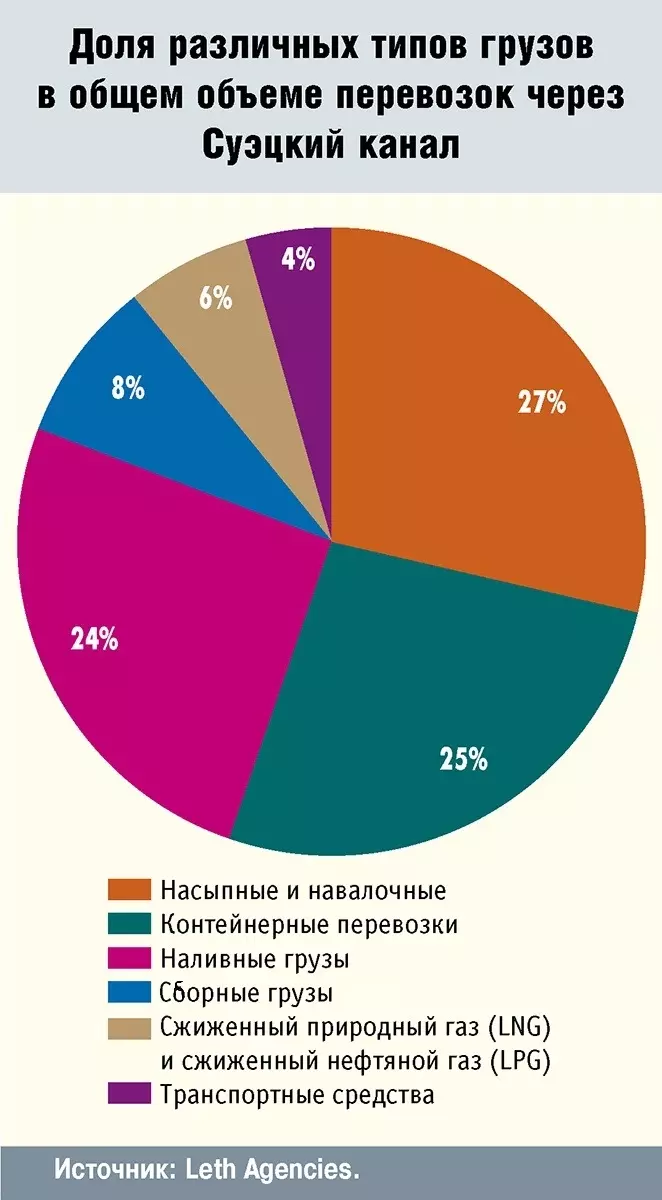 Доля различных типов грузов
в общем объеме перевозок через
Суэцкий канал
4%
6%
27%
8%
24%
25%
Насыпные и навалочные
Контейнерные перевозки
Наливные грузы
Сборные грузы
Сжиженный природный газ (LNG)
и сжиженный нефтяной газ (LPG)
Транспортные средства
Источник: Leth Agencies.